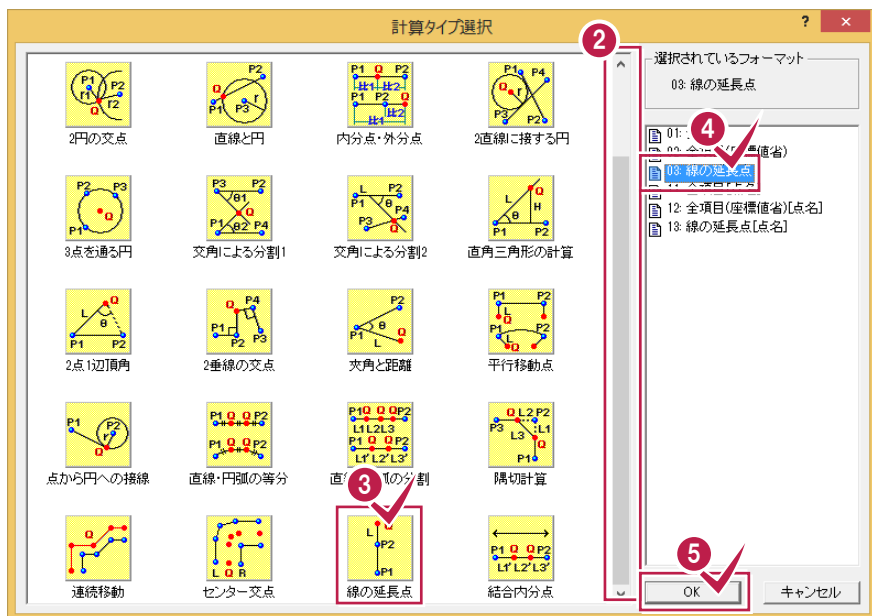 計算タイプ選択
? ×
2
2円の交点
直線と円
内分点・外分点
2直線に接する円
3点を通る円
交角による分割1
交角による分割2
直角三角形の計算
2点1辺頂角
2垂線の交点
夾角と距離
平行移動点
点から円への接線
直線・円弧の等分
隅切計算
3
連続移動
センター交点
線の延長点
結合内分点
選択されているフォーマット
03: 線の延長点
4
01:
03: 線の延長点
12: 全項目(座標値省)[点名]
13: 線の延長点[点名]
5
OK
キャンセル